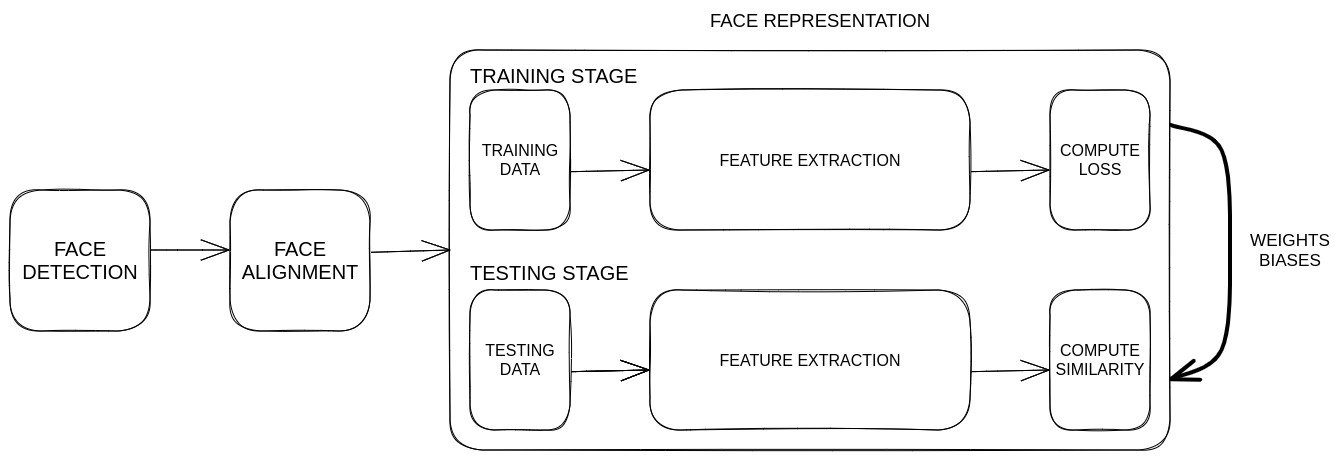 FACE REPRESENTATION
TRAINING STAGE
TRAINING
DATA
FEATURE EXTRACTION
COMPUTE
LOSS
FACE
DETECTION
FACE
ALIGNMENT
WEIGHTS
BIASES
TESTING STAGE
TESTING
DATA
FEATURE EXTRACTION
COMPUTE
SIMILARITY